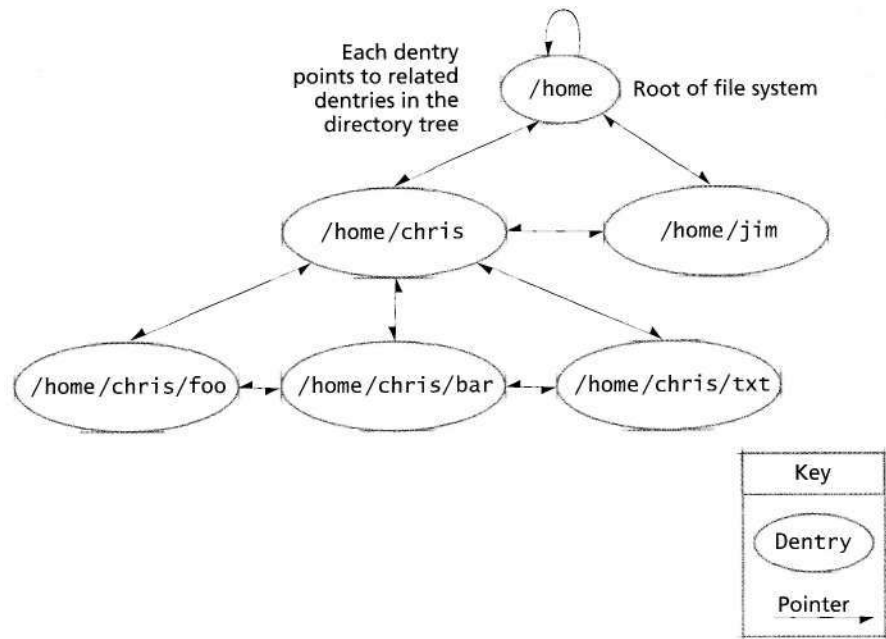 Each dentry
points to related
dentries in the
directory tree
/home
Root of file system
/home/chris
/home/jim
/home/chris/foo
/home/chris/bar
/home/chris/txt
Key
Dentry
Pointer